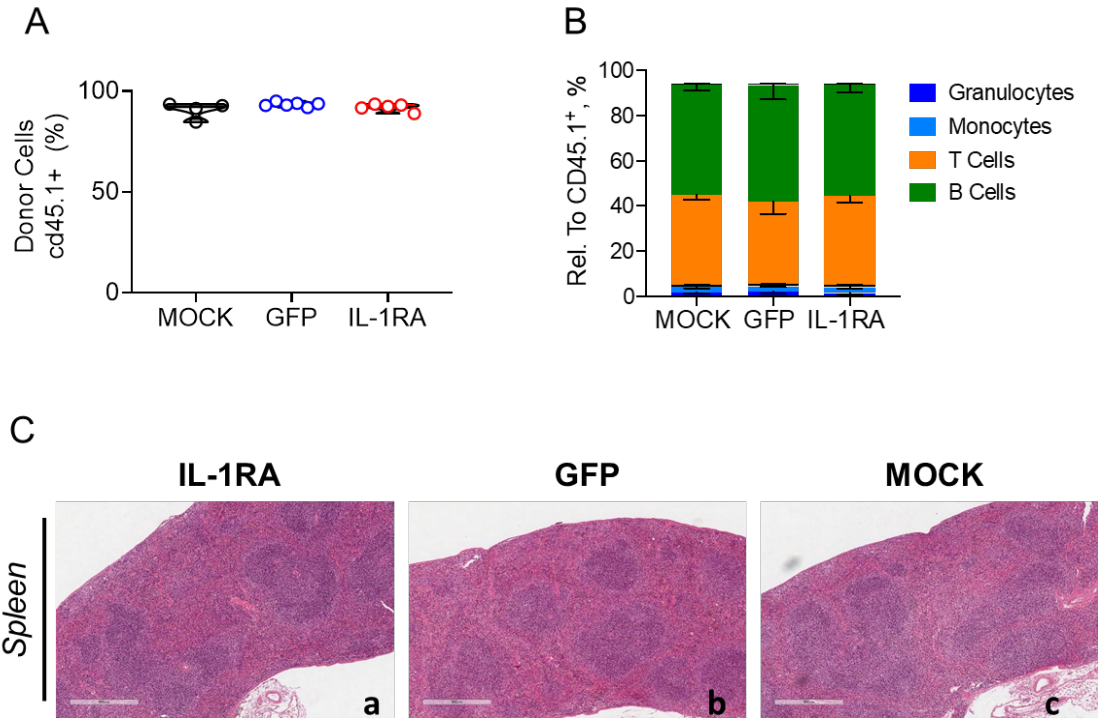 A
Donor Cells
cd45.1+ (%)
100
50
0
MOCK GFP IL-1RA
B
Rel. To CD45.1+, %
100
80
60
40
20
0
MOCK GFP IL-1RA
Granulocytes
Monocytes
T Cells
B Cells
C
IL-1RA GFP MOCK
Spleen
a b c